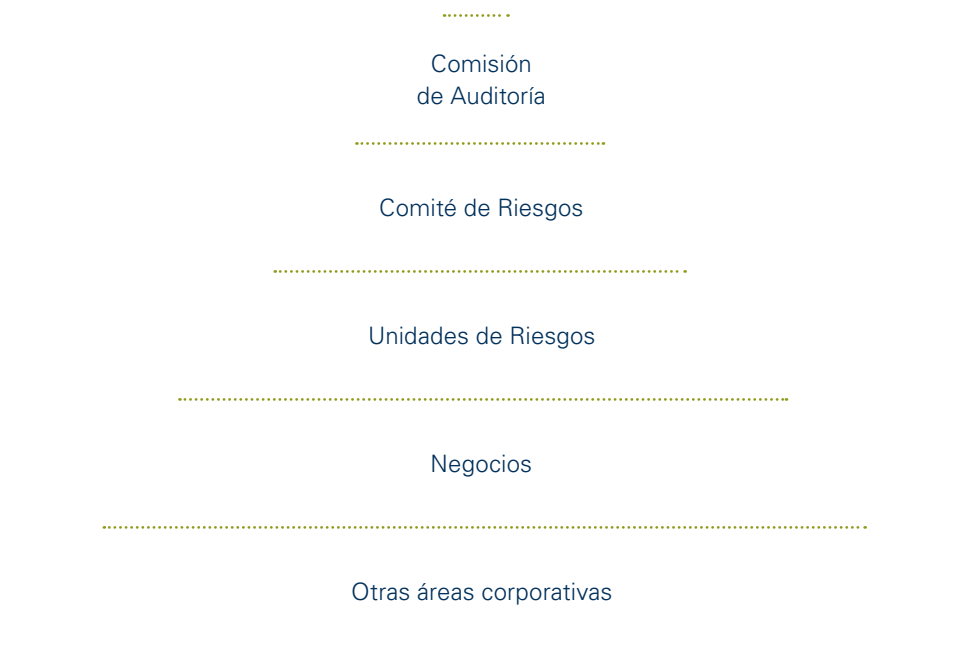 Comisión
de Auditoría
Comité de Riesgos
Unidades de Riesgos
Negocios
Otras áreas corporativas